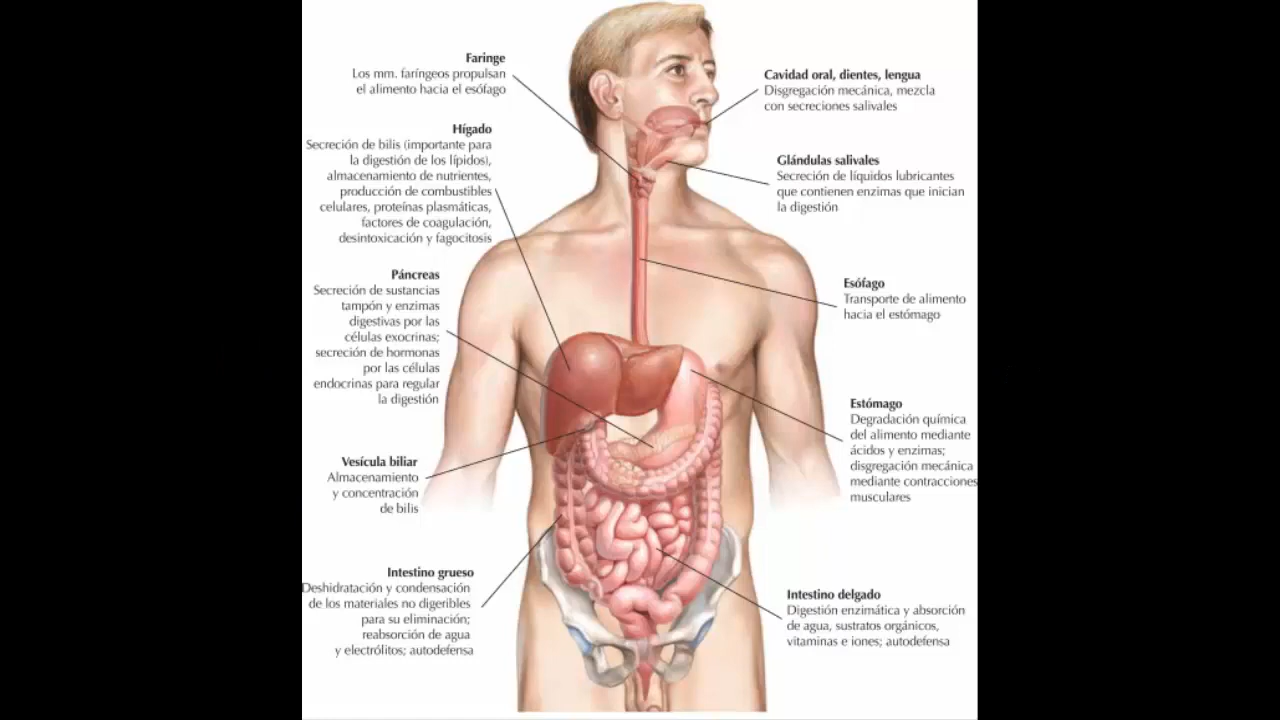 Faringe
Los mm. faríngeos propulsan
el alimento hacia el esófago
Hígado
Secreción de bilis (importante para
la digestión de los lípidos),
almacenamiento de nutrientes,
producción de combustibles
celulares, proteínas plasmáticas,
factores de coagulación,
desintoxicación y fagocitosis
Páncreas
Secreción de sustancias
tampón y enzimas
digestivas por las
células exocrinas;
secreción de hormonas
por las células
endocrinas para regular
la digestión
Vesícula biliar
Almacenamiento
y concentración
de bilis
Intestino grueso
Deshidratación y condensación
de los materiales no digeribles
para su eliminación;
reabsorción de agua
y electrólitos; autodefensa
Cavidad oral, dientes, lengua
Disgregación mecánica, mezcla
con secreciones salivales
Glándulas salivales
Secreción de líquidos lubricantes
que contienen enzimas que inician
la digestión
Esófago
Transporte de alimento
hacia el estómago
Estómago
Degradación química
del alimento mediante
ácidos y enzimas;
disgregación mecánica
mediante contracciones
musculares
Intestino delgado
Digestión enzimática y absorción
de agua, sustratos orgánicos,
vitaminas e iones; autodefensa